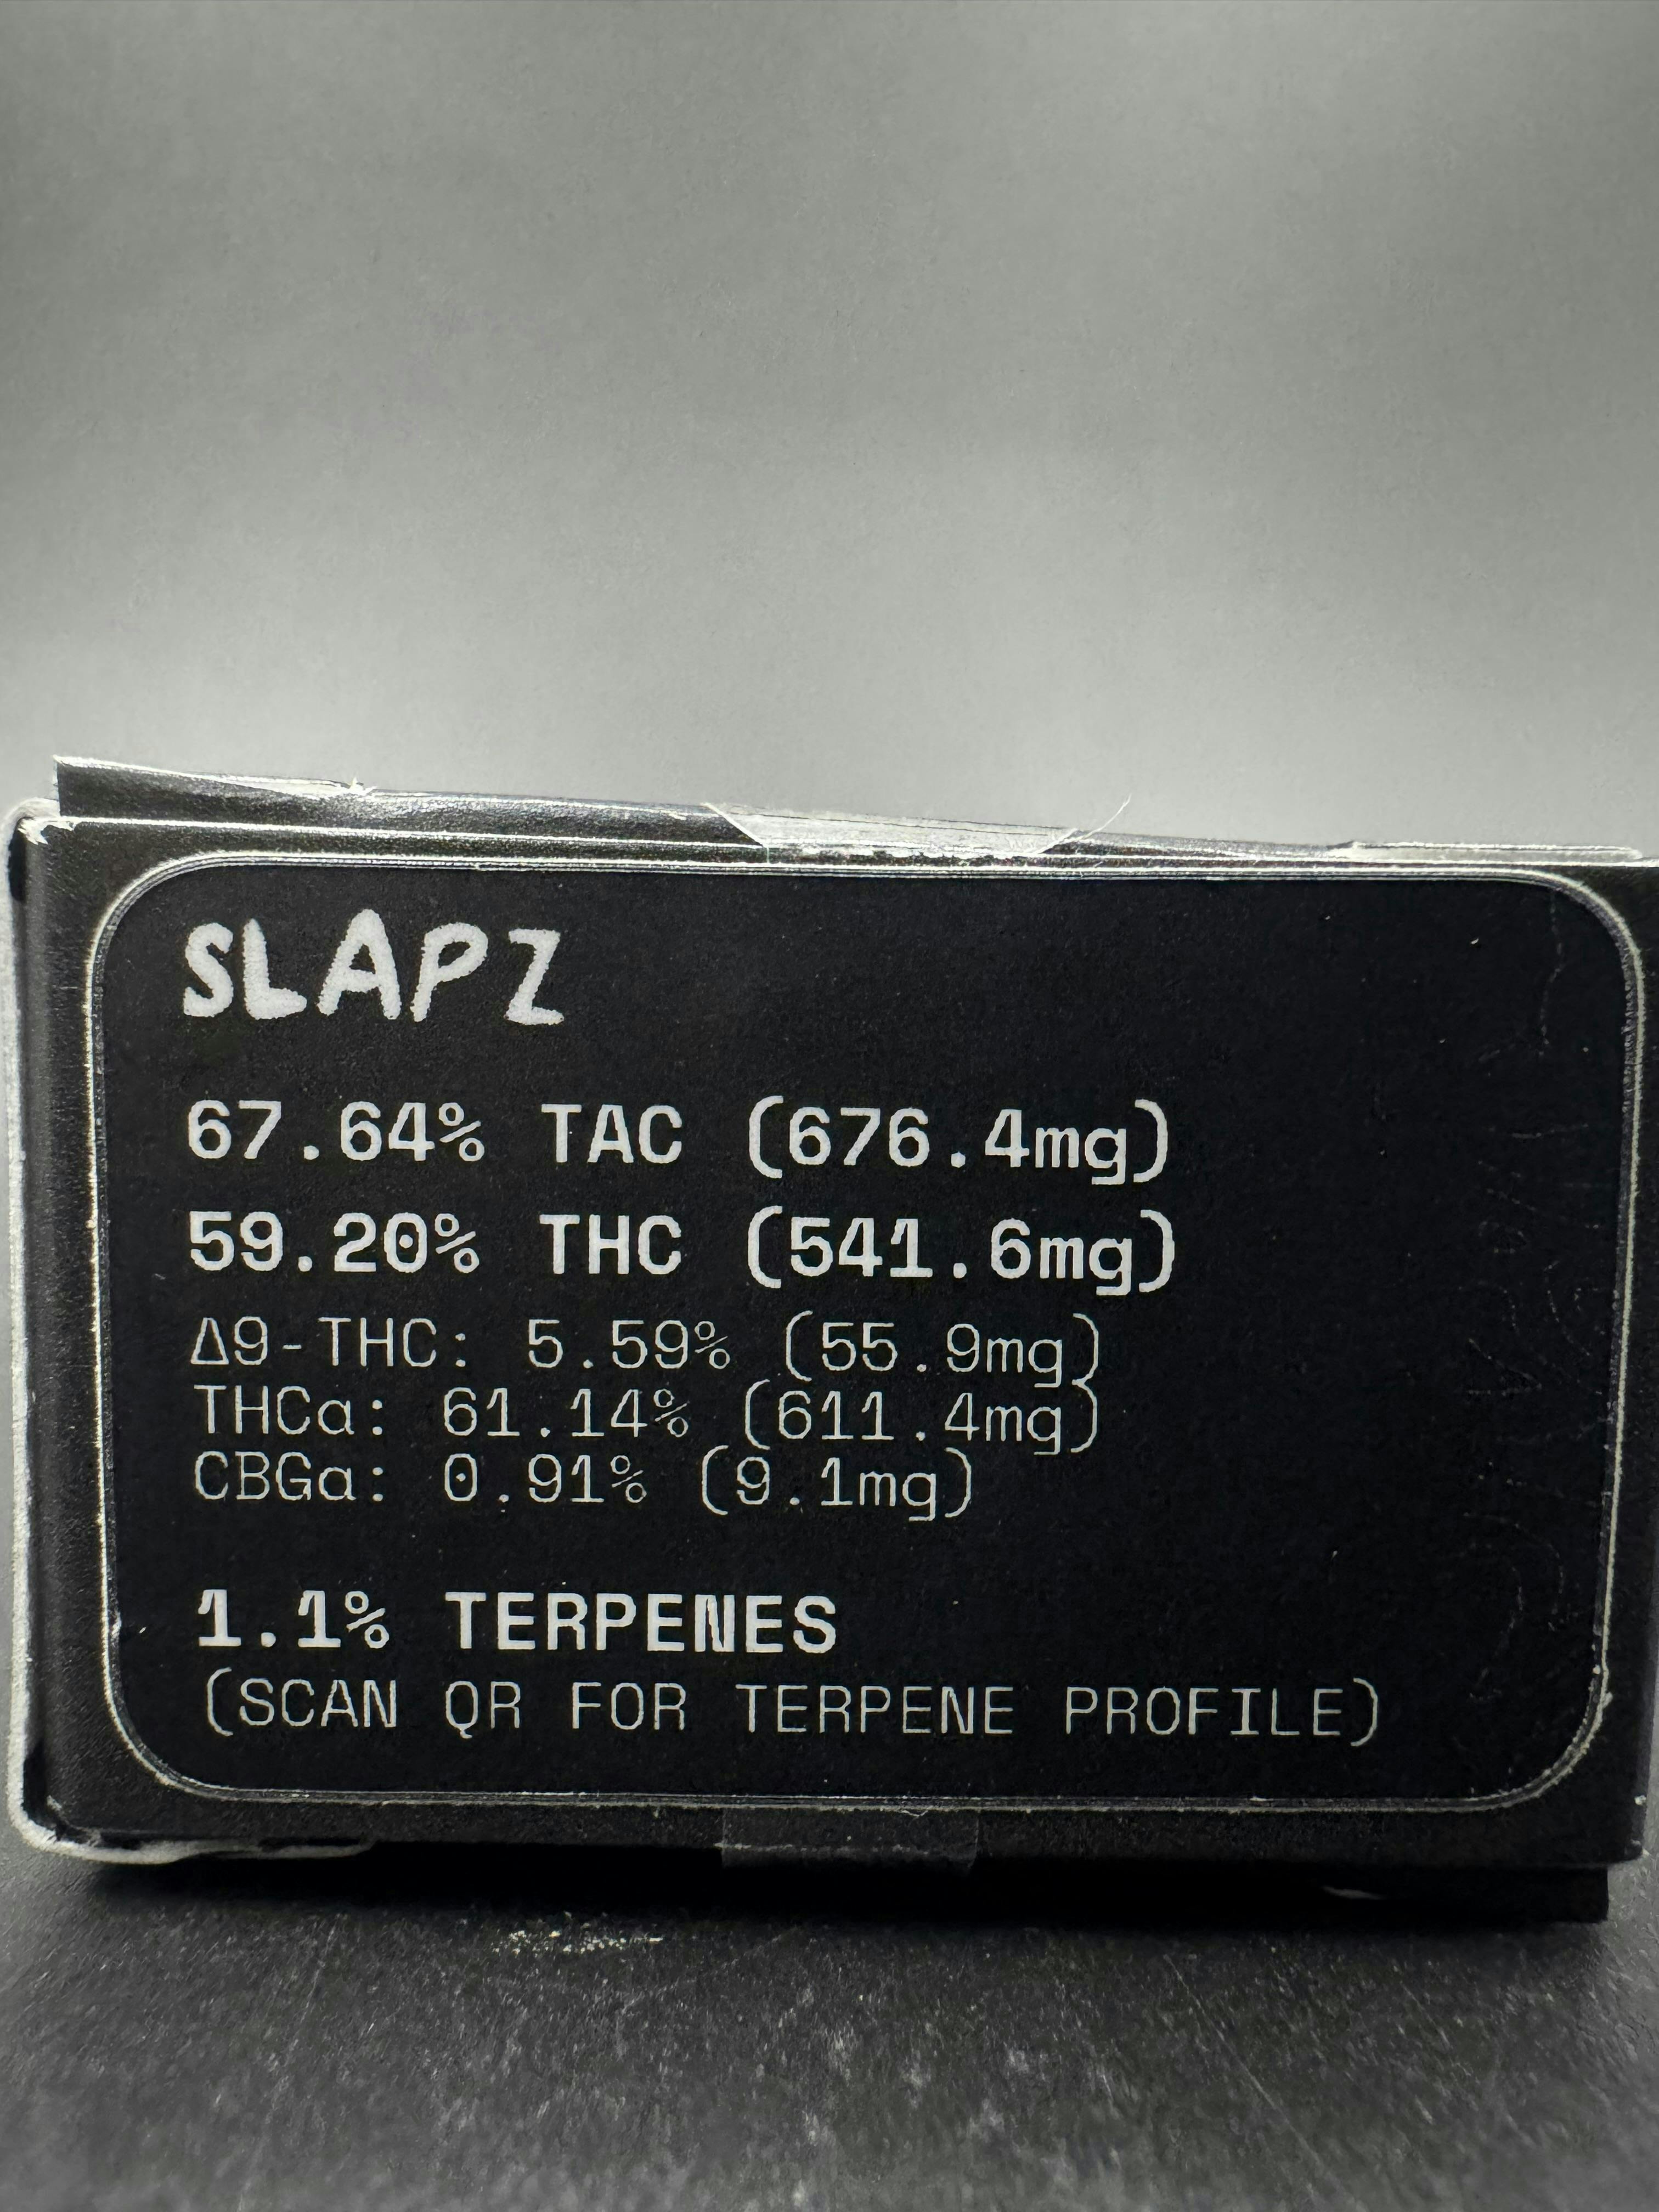 SLAPZ
67.64% TAC (676.4mg)
59.20% THC (541.6mg)
Δ9-THC: 5.59% (55.9mg)
THCa: 61.14% (611.4mg)
CBGa: 0.91% (9.1mg)
1.1% TERPENES
(SCAN QR FOR TERPENE PROFILE)